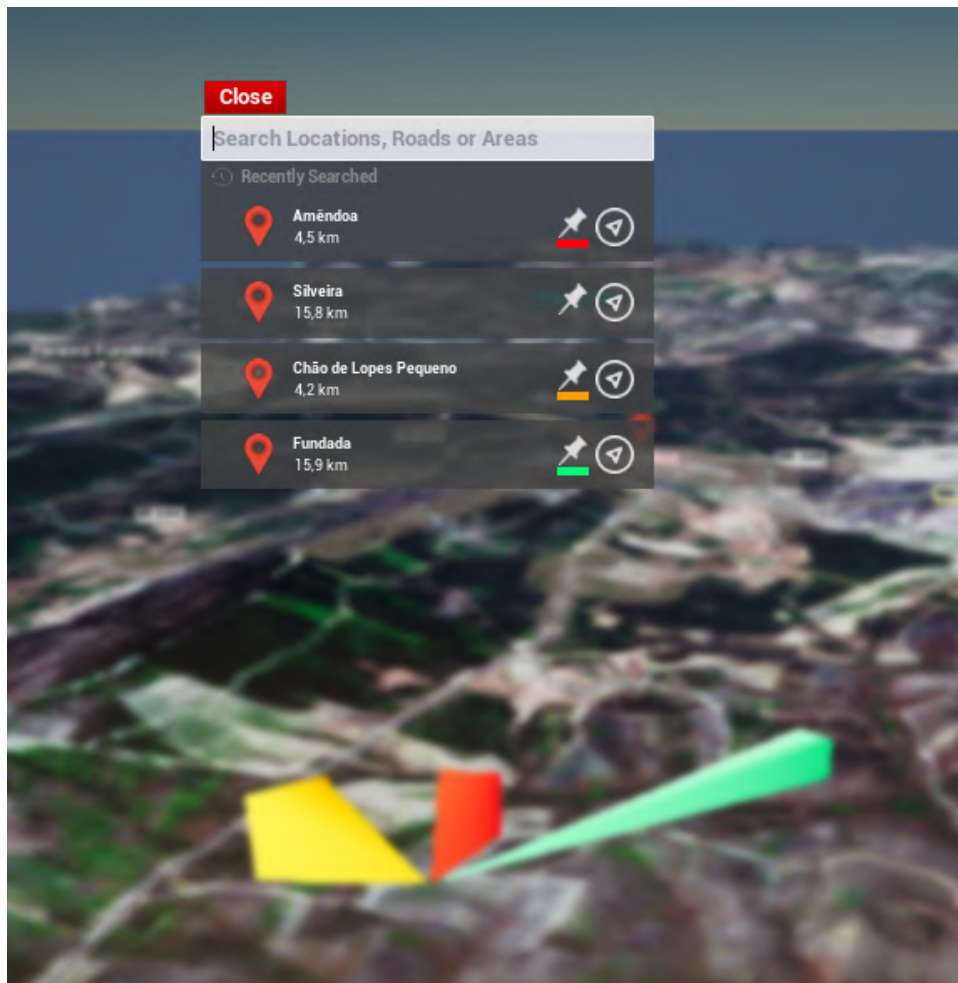 Close
Search Locations, Roads or Areas
Recently Searched
Amêndoa
4,5 km
Silveira
15,8 km
Chão de Lopes Pequeno
4,2 km
Fundada
15,9 km